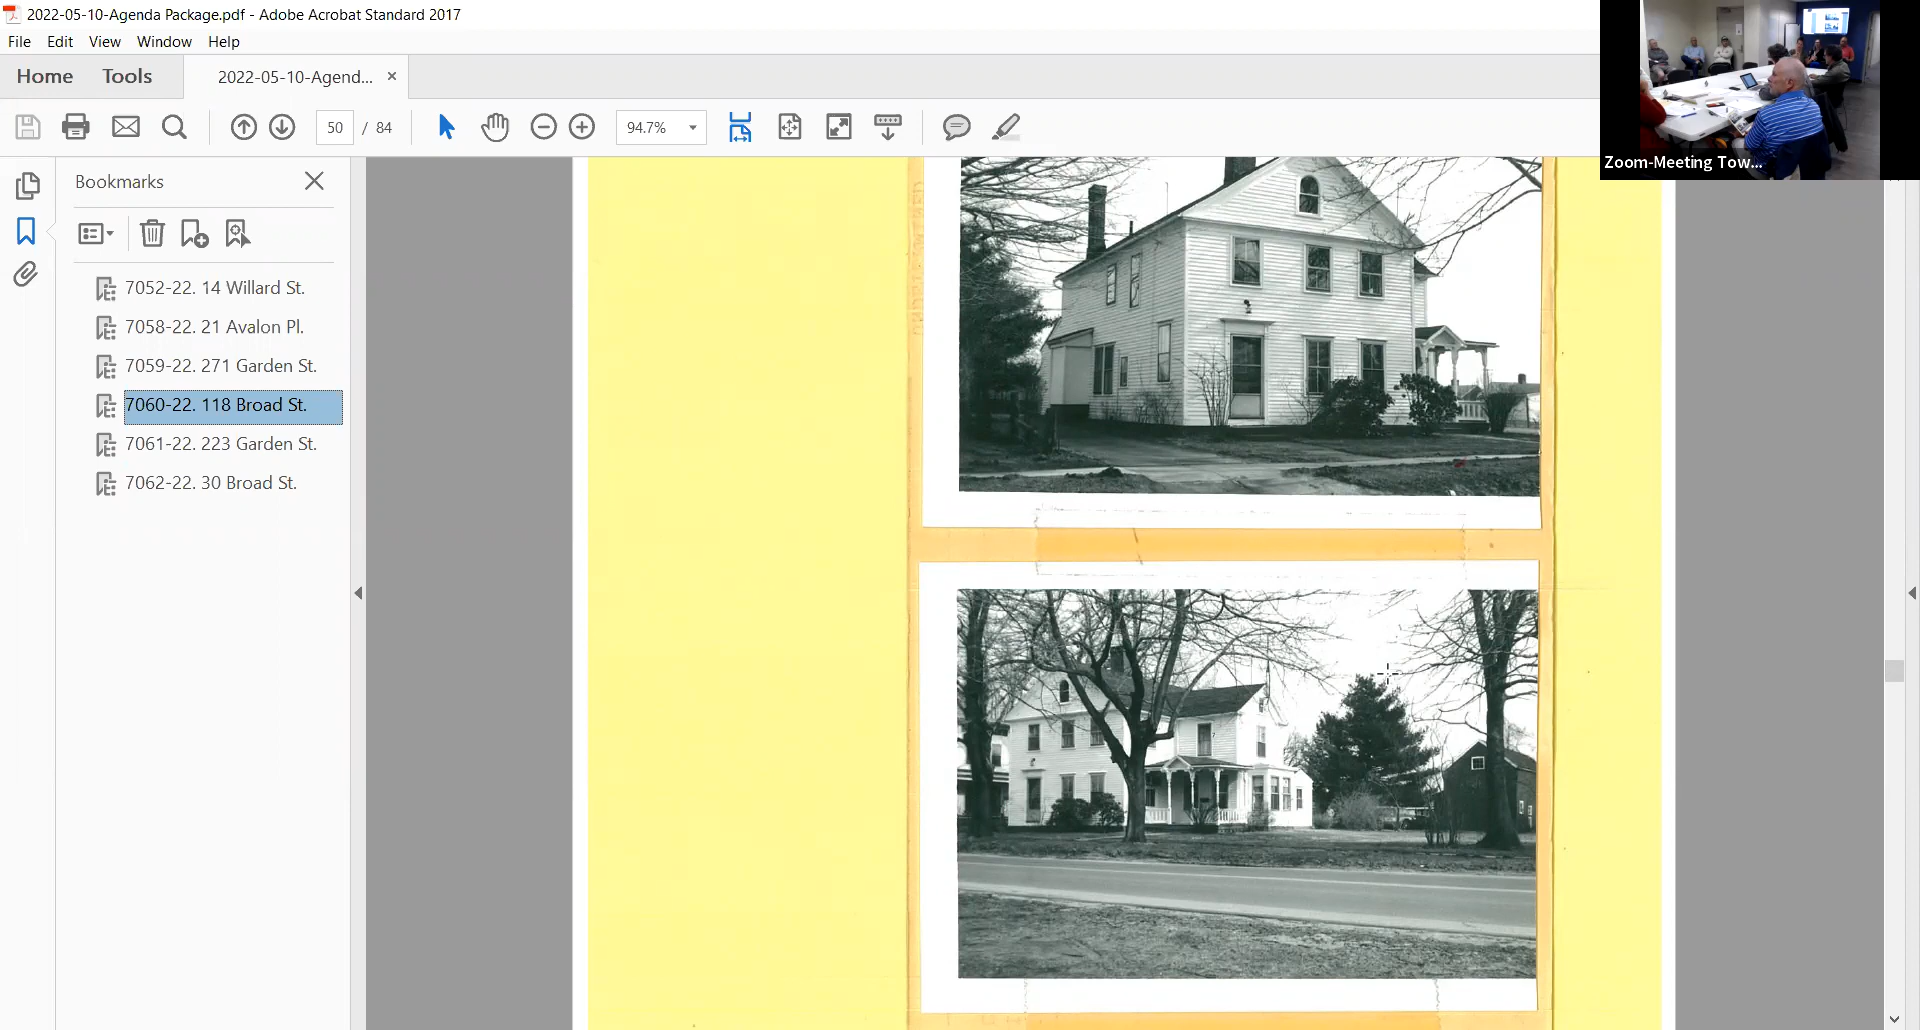 2022-05-10-Agenda Package.pdf - Adobe Acrobat Standard 2017
File Edit View Window Help
Home Tools 2022-05-10-Agend... ×
50 / 84 94.7%
Zoom-Meeting Tow...
Bookmarks
7052-22. 14 Willard St.
7058-22. 21 Avalon Pl.
7059-22. 271 Garden St.
7060-22. 118 Broad St.
7061-22. 223 Garden St.
7062-22. 30 Broad St.